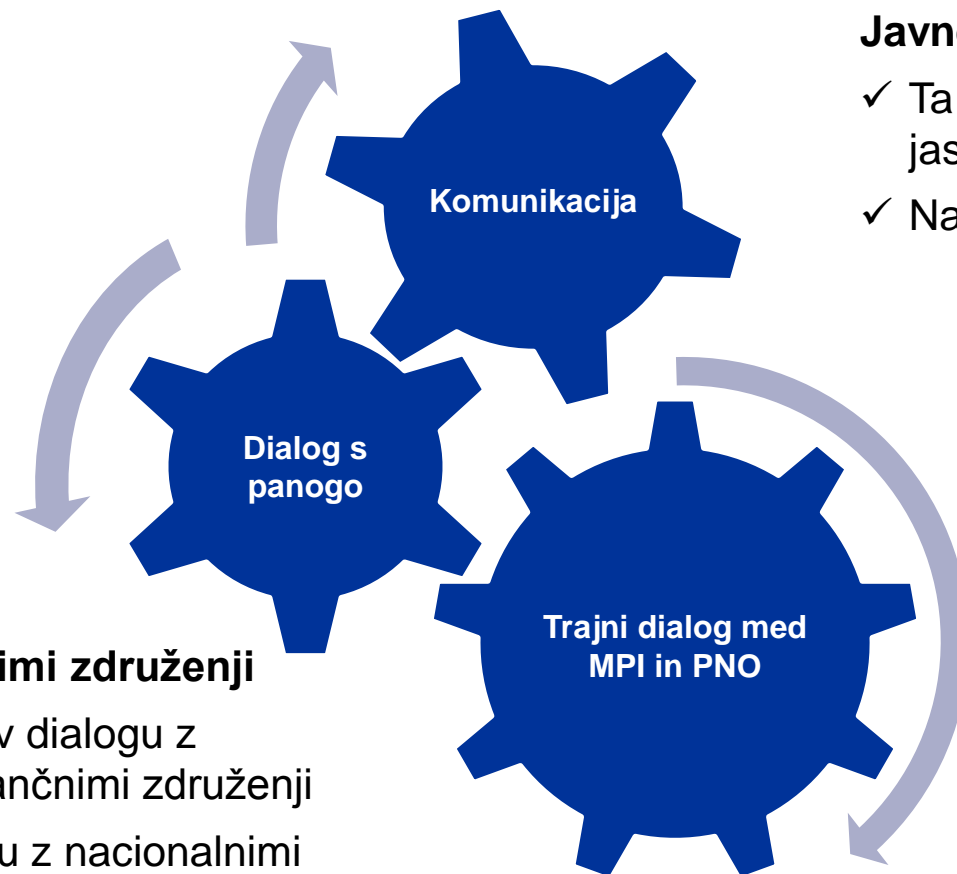 Javn
✓ Ta
jas
✓ Na
Komunikacija
Dialog s
panogo
Trajni dialog med
MPI in PNO
imi združenji
v dialogu z
ančnimi združenji
u z nacionalnimi